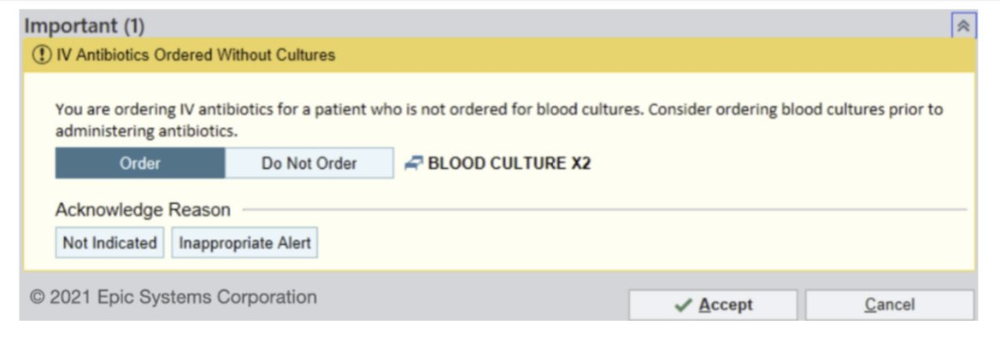 Important (1)
IV Antibiotics Ordered Without Cultures
You are ordering IV antibiotics for a patient who is not ordered for blood cultures. Consider ordering blood cultures prior to
administering antibiotics.
Order Do Not Order BLOOD CULTURE X2
Acknowledge Reason
Not Indicated Inappropriate Alert
© 2021 Epic Systems Corporation
Accept Cancel